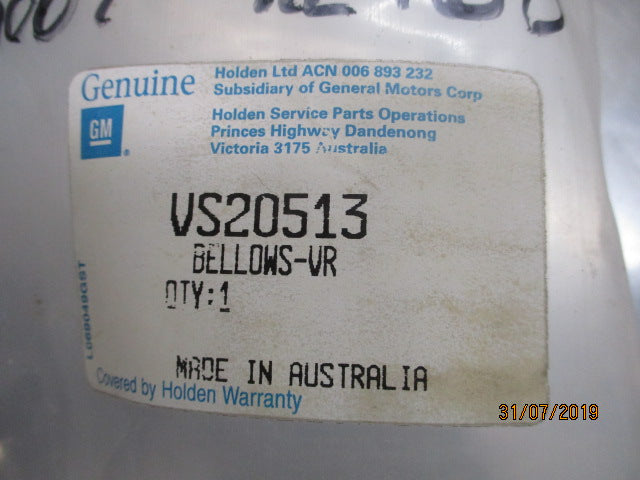 Genuine
GM
Holden Ltd ACN 006 893 232
Subsidiary of General Motors Corp
Holden Service Parts Operations
Princes Highway Dandenong
Victoria 3175 Australia
VS20513
BELLOWS-VR
QTY:1
MADE IN AUSTRALIA
Covered by Holden Warranty
31/07/2019